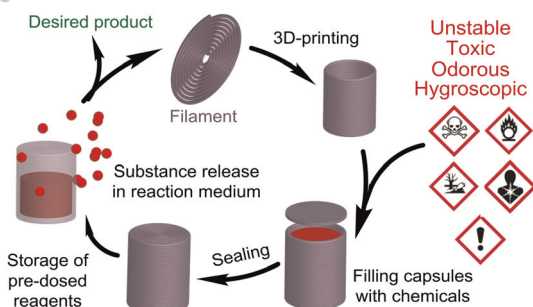 Desired product
Filament
3D-printing
Unstable
Toxic
Odorous
Hygroscopic
Filling capsules
with chemicals
Sealing
Storage of
pre-dosed
reagents
Substance release
in reaction medium